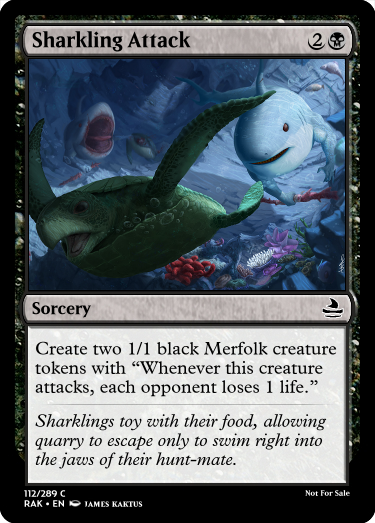 Sharkling Attack 2
Sorcery
Create two 1/1 black Merfolk creature
tokens with “Whenever this creature
attacks, each opponent loses 1 life.”
Sharklings toy with their food, allowing
quarry to escape only to swim right into
the jaws of their hunt-mate.
112/289 C
Not For Sale
RAK • EN JAMES KAKTUS